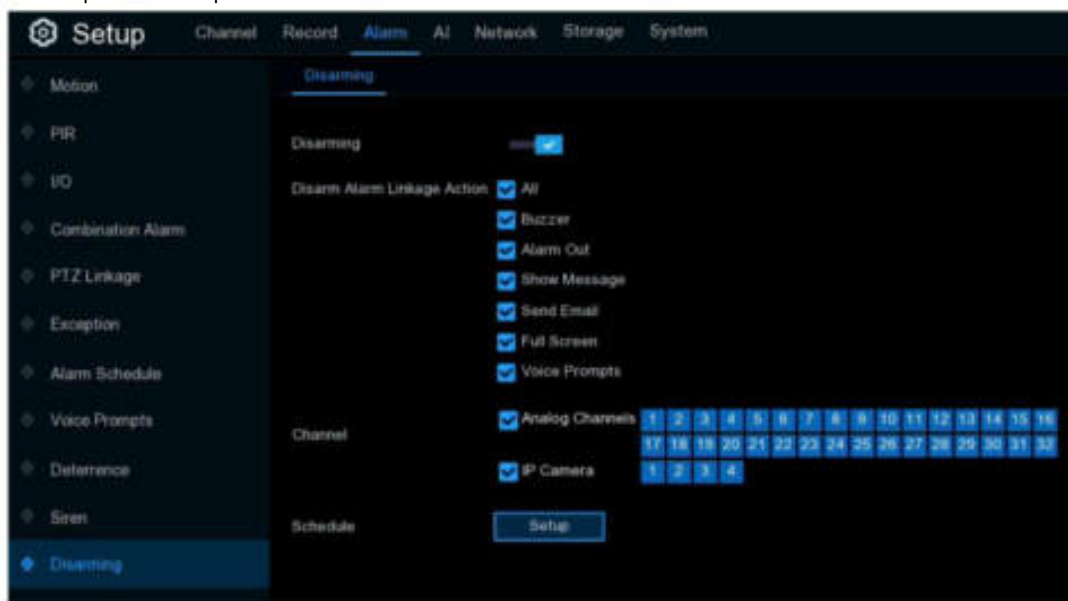 Setup Channel Record Alarm AI Network Storage System
Disarming
Motion
PIR
I/O
Combination Alarm
PTZ Linkage
Exception
Alarm Schedule
Voice Prompts
Deterrence
Siren
Disarming
Disarming
Disarm Alarm Linkage Action All
Buzzer
Alarm Out
Show Message
Send Email
Full Screen
Voice Prompts
Channel
Analog Channels 1 2 3 4 5 6 7 8 9 10 11 12 13 14 15 16
17 18 19 20 21 22 23 24 25 26 27 28 29 30 31 32
IP Camera 1 2 3 4
Schedule Setup